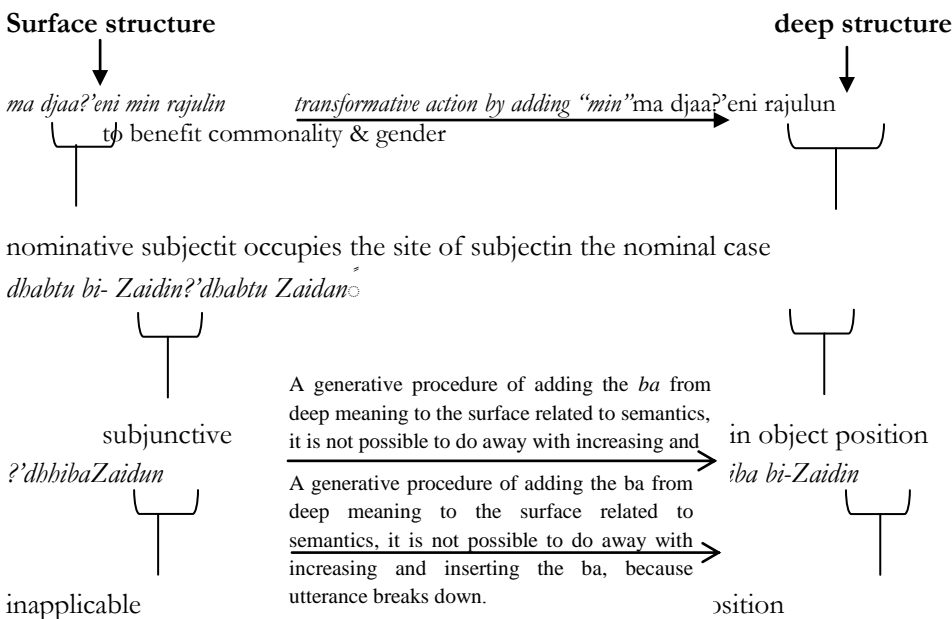 Surface structure deep structure
ma djaa?'eni min rajulin transformative action by adding “min”ma djaa?'eni rajulun
to benefit commonality & gender
nominative subjectit occupies the site of subjectin the nominal case
dhabtu bi- Zaidin?'dhabtu Zaidan
A generative procedure of adding the ba from
deep meaning to the surface related to semantics,
it is not possible to do away with increasing and
subjunctive in object position
?'dhhibaZaidun bi-Zaidin
A generative procedure of adding the ba from
deep meaning to the surface related to
semantics, it is not possible to do away with
increasing and inserting the ba, because
utterance breaks down.
inapplicable